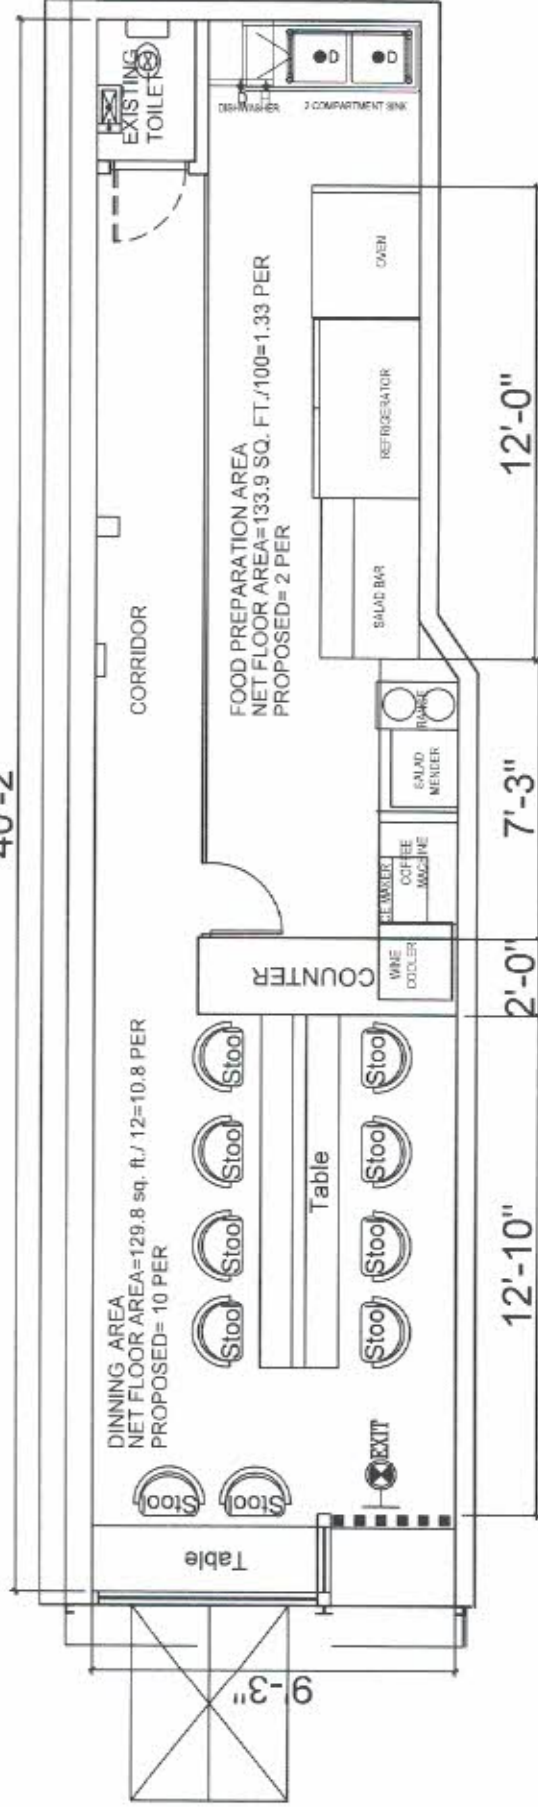 EXISTING
TOILET
DISHWASHER
2 COMPARTMENT SINK
D
D
OVEN
REFRIGERATOR
SALAD BAR
12'-0"
FOOD PREPARATION AREA
NET FLOOR AREA=133.9 SQ. FT./100=1.33 PER
PROPOSED= 2 PER
CORRIDOR
RANGE
SALAD
MENDER
COFFEE
MACHINE
ICE MAKER
WINE
COOLER
7'-3"
COUNTER
2'-0"
DINNING AREA
NET FLOOR AREA=129.8 sq. ft./ 12=10.8 PER
PROPOSED= 10 PER
Stool
Stool
Stool
Stool
Table
Stool
Stool
Stool
Stool
12'-10"
Stool
Stool
EXIT
Table
9'-3"